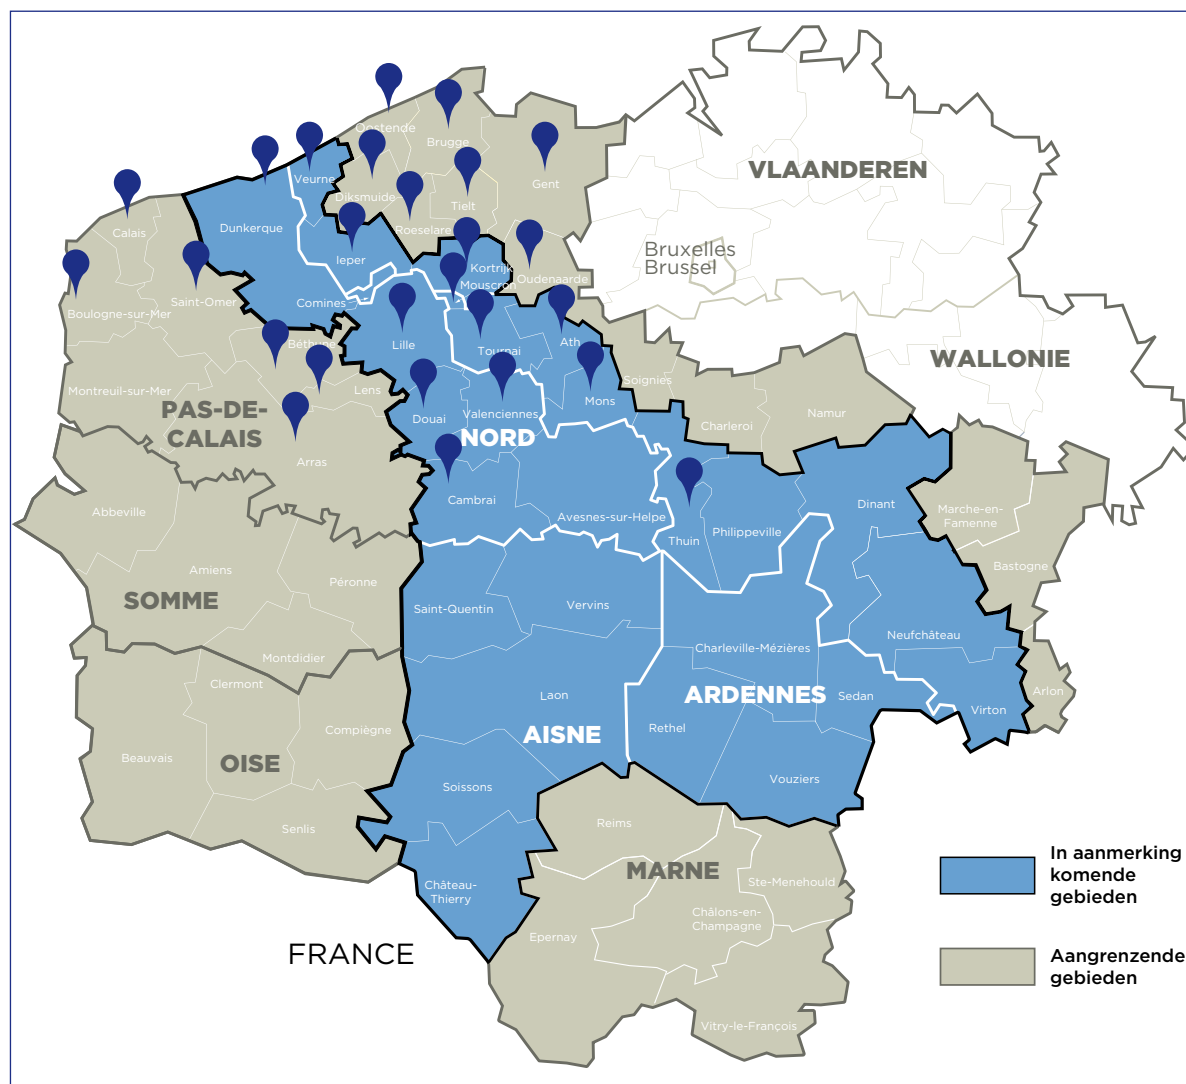 Oostende
Brugge
VLAANDEREN
Veurne
Gent
Diksmuide
Tielt
Calais
Dunkerque
Roeselare
Ieper
Bruxelles
Brussel
Kortrijk
Oudenaarde
Mouscron
Saint-Omer
Comines
Boulogne-sur-Mer
Béthune
Lille
Tournai
Ath
WALLONIE
Soignies
Montreuil-sur-Mer
Lens
Mons
PAS-DE-
CALAIS
Douai
Valenciennes
Charleroi
Namur
NORD
Arras
Cambrai
Abbeville
Avesnes-sur-Helpe
Thuin
Philippeville
Dinant
Marche-en-
Famenne
Bastogne
Amiens
Péronne
SOMME
Saint-Quentin
Vervins
Neufchâteau
Montdidier
Charleville-Mézières
Clermont
Laon
ARDENNES
Sedan
Arlon
Virton
Compiègne
Rethel
AISNE
Beauvais
OISE
Soissons
Vouziers
Senlis
Reims
MARNE
Château-
Thierry
Ste-Menehould
Châlons-en-
Champagne
Epernay
FRANCE
Vitry-le-François
In aanmerking
komende
gebieden
Aangrenzende
gebieden